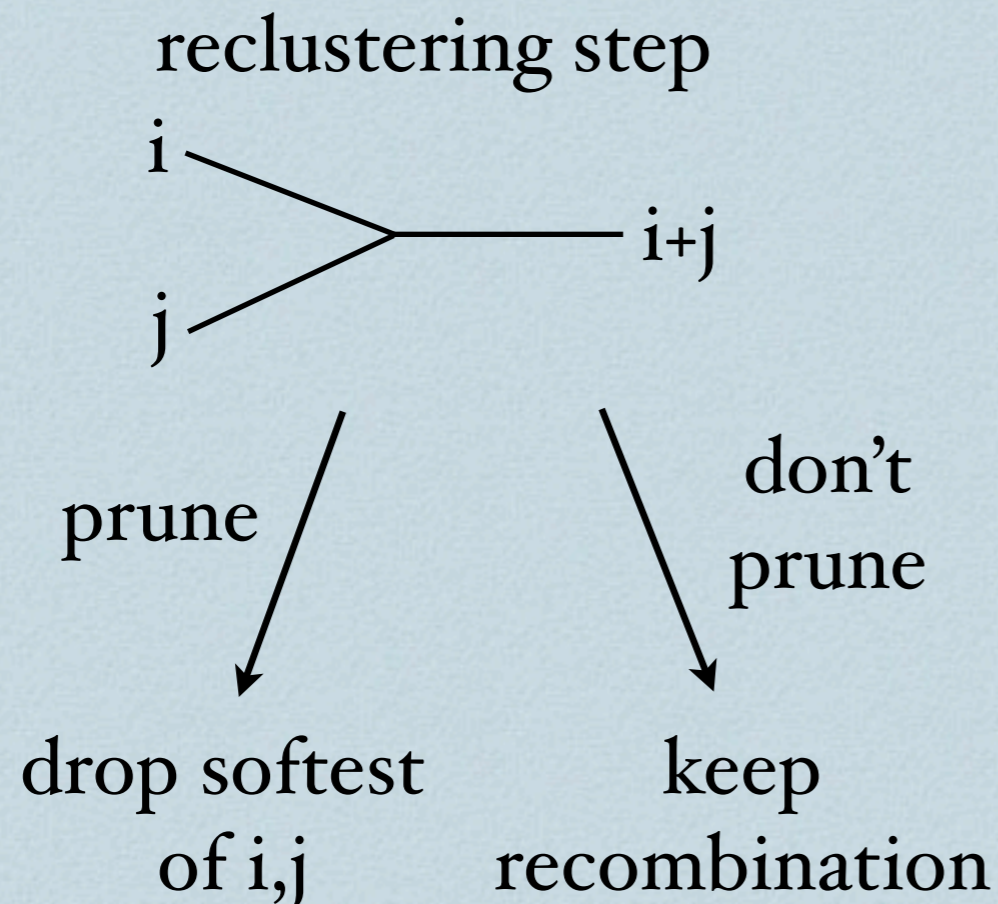 reclustering step
i
i+j
j
prune
don't
prune
drop softest
of i,j
keep
recombination